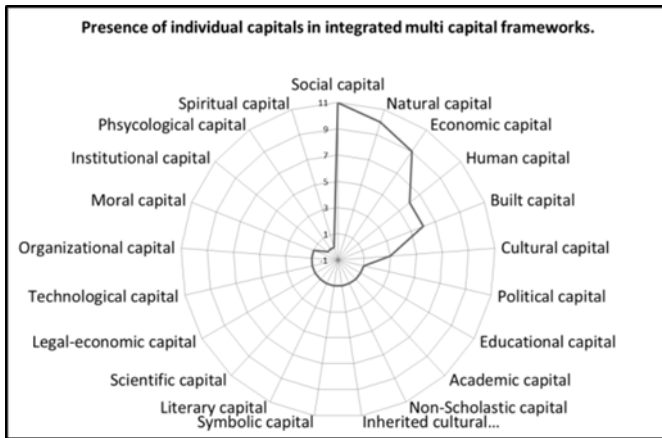 Presence of individual capitals in integrated multi capital frameworks.
Social capital
Spiritual capital
Natural capital
Phsycological capital
Economic capital
Institutional capital
Human capital
Moral capital
Built capital
Organizational capital
Cultural capital
Technological capital
Political capital
Legal-economic capital
Educational capital
Scientific capital
Academic capital
Literary capital
Non-Scholastic capital
Symbolic capital
Inherited cultural...
11
9
7
5
3
1
1